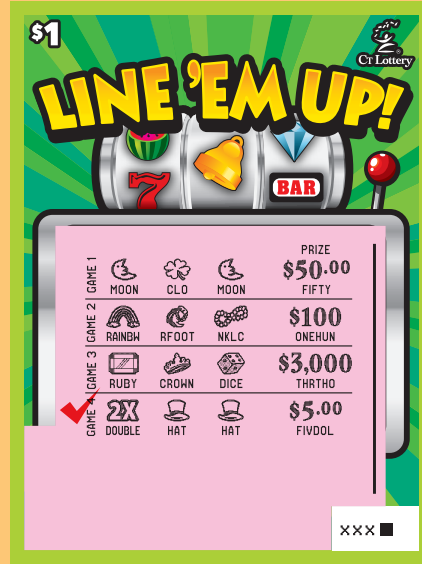 $1
CT Lottery
LINE 'EM UP!
7
BAR
PRIZE
GAME 1
$50.00
MOON CLO MOON FIFTY
GAME 2
$100
RAINBW RFOOT NKLC ONEHUN
GAME 3
$3,000
RUBY CROWN DICE THRTHO
GAME 4
2X $5.00
DOUBLE HAT HAT FIVDOL
XXX